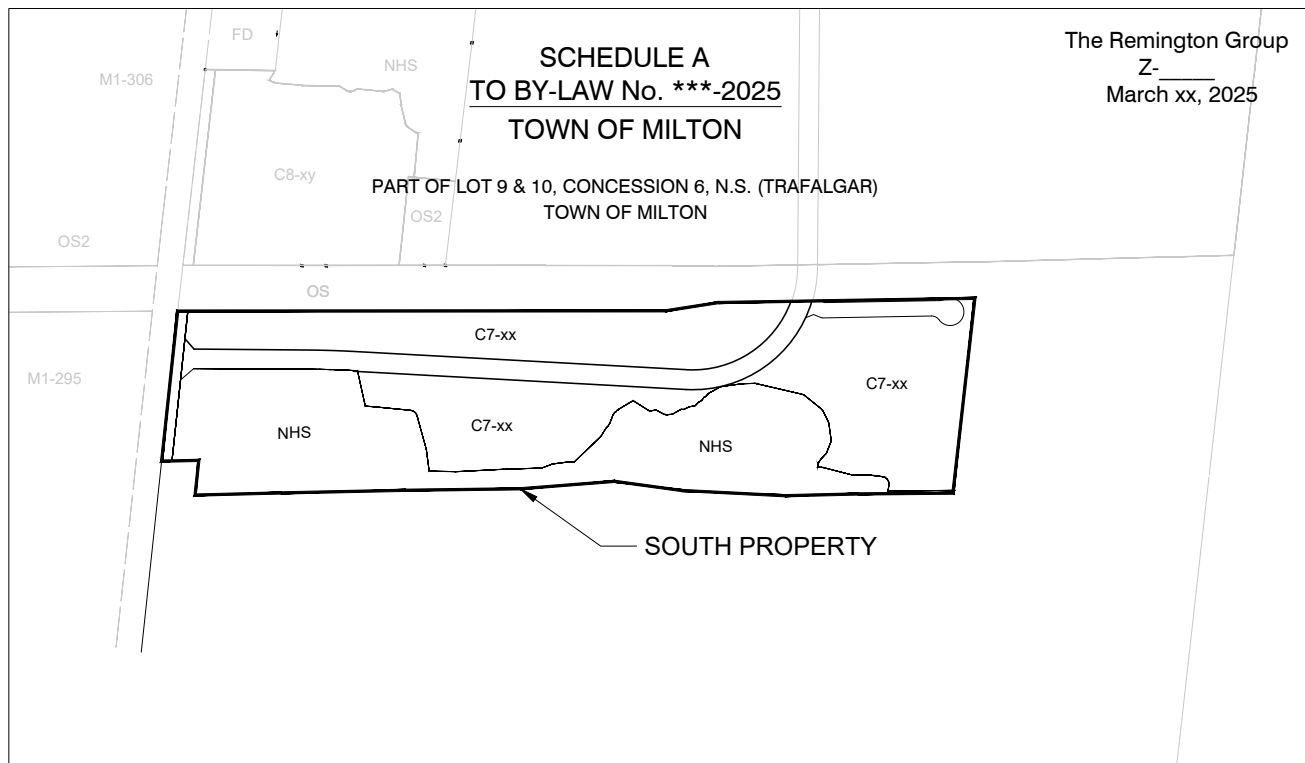 SCHEDULE A
TO BY-LAW No. ***-2025
TOWN OF MILTON
PART OF LOT 9 & 10, CONCESSION 6, N.S. (TRAFALGAR)
TOWN OF MILTON
The Remington Group
Z-_____
March xx, 2025
FD
NHS
M1-306
C8-xy
OS2
OS2
OS
C7-xx
M1-295
C7-xx
C7-xx
NHS
NHS
SOUTH PROPERTY